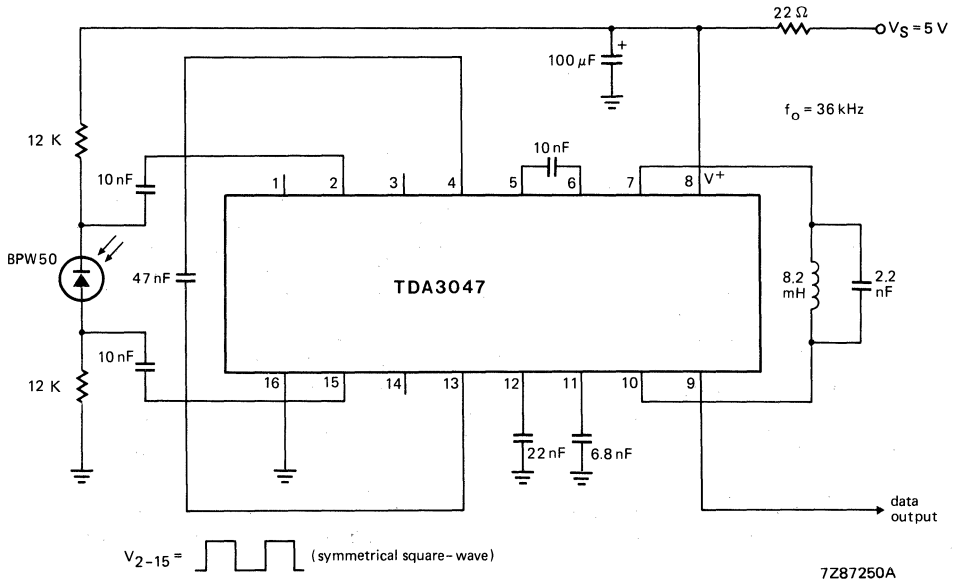 22 Ω
V_S = 5 V
100 µF
+
f_o = 36 kHz
12 K
10 nF
10 nF
1 2 3 4 5 6 7 8 V+
BPW50
47 nF
TDA3047
8.2 mH
2.2 nF
10 nF
12 K
16 15 14 13 12 11 10 9
22 nF
6.8 nF
data
output
V_2-15 = (symmetrical square-wave)
7Z87250A